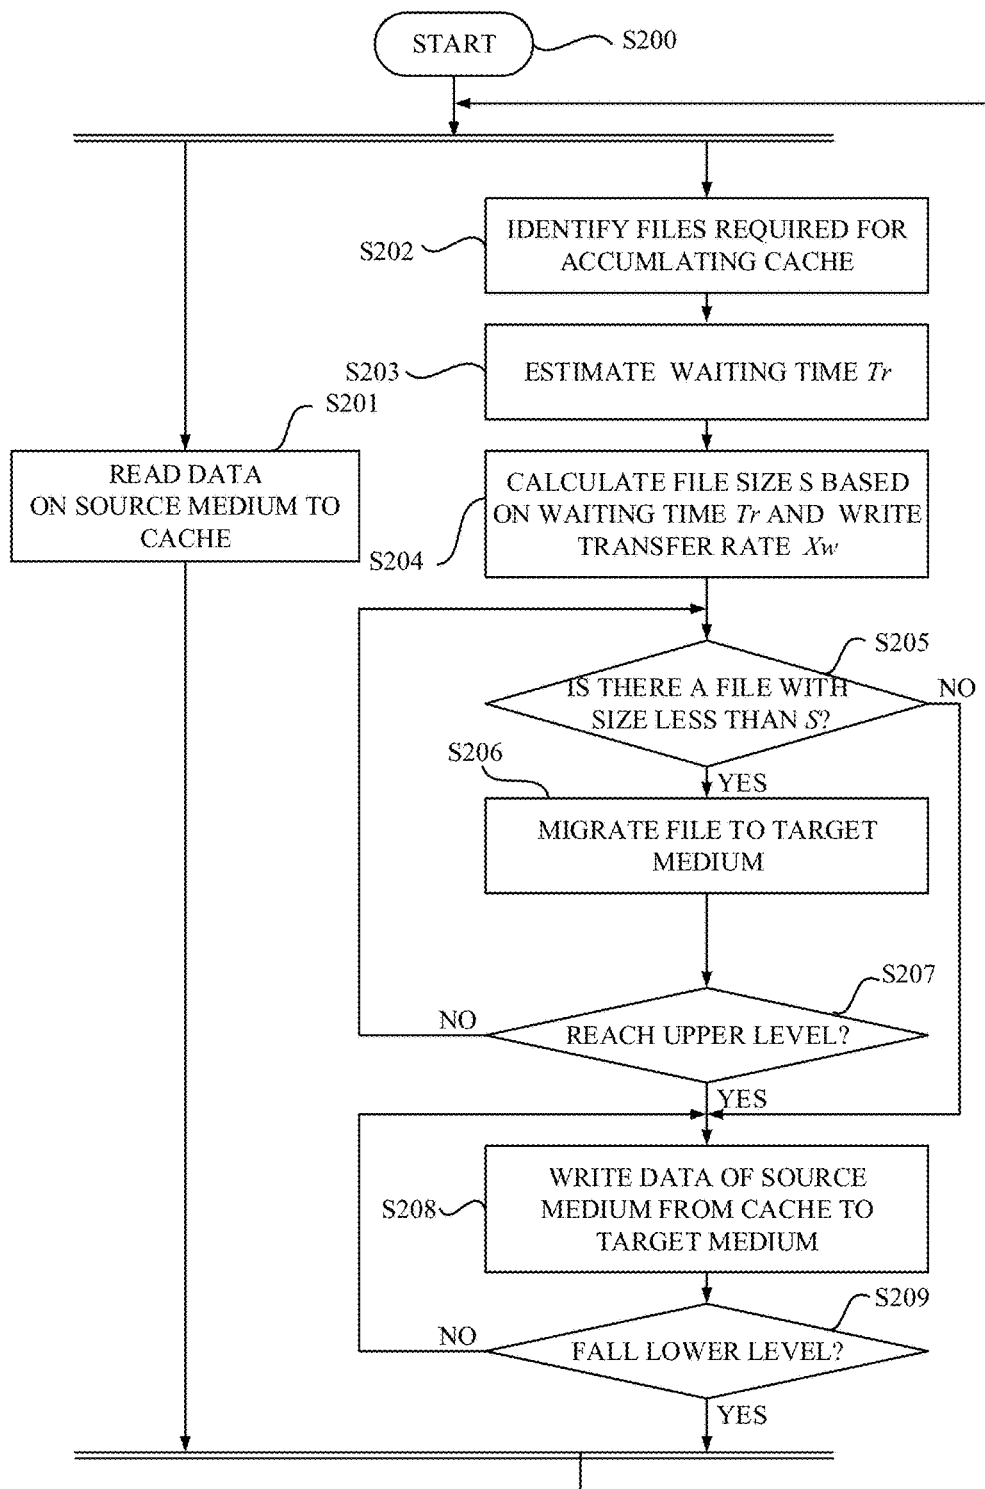 START
S200
IDENTIFY FILES REQUIRED FOR
ACCUMLATING CACHE
S202
ESTIMATE WAITING TIME Tr
S203
S201
READ DATA
ON SOURCE MEDIUM TO
CACHE
CALCULATE FILE SIZE S BASED
ON WAITING TIME Tr AND WRITE
TRANSFER RATE Xw
S204
S205
IS THERE A FILE WITH
SIZE LESS THAN S?
NO
S206
YES
MIGRATE FILE TO TARGET
MEDIUM
S207
NO
REACH UPPER LEVEL?
YES
WRITE DATA OF SOURCE
MEDIUM FROM CACHE TO
TARGET MEDIUM
S208
S209
NO
FALL LOWER LEVEL?
YES